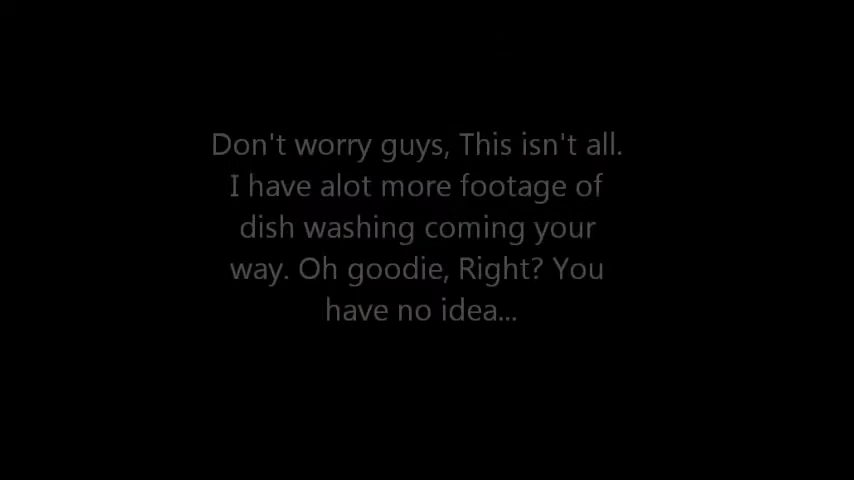 Don't worry guys, This isn't all.
I have alot more footage of
dish washing coming your
way. Oh goodie, Right? You
have no idea...